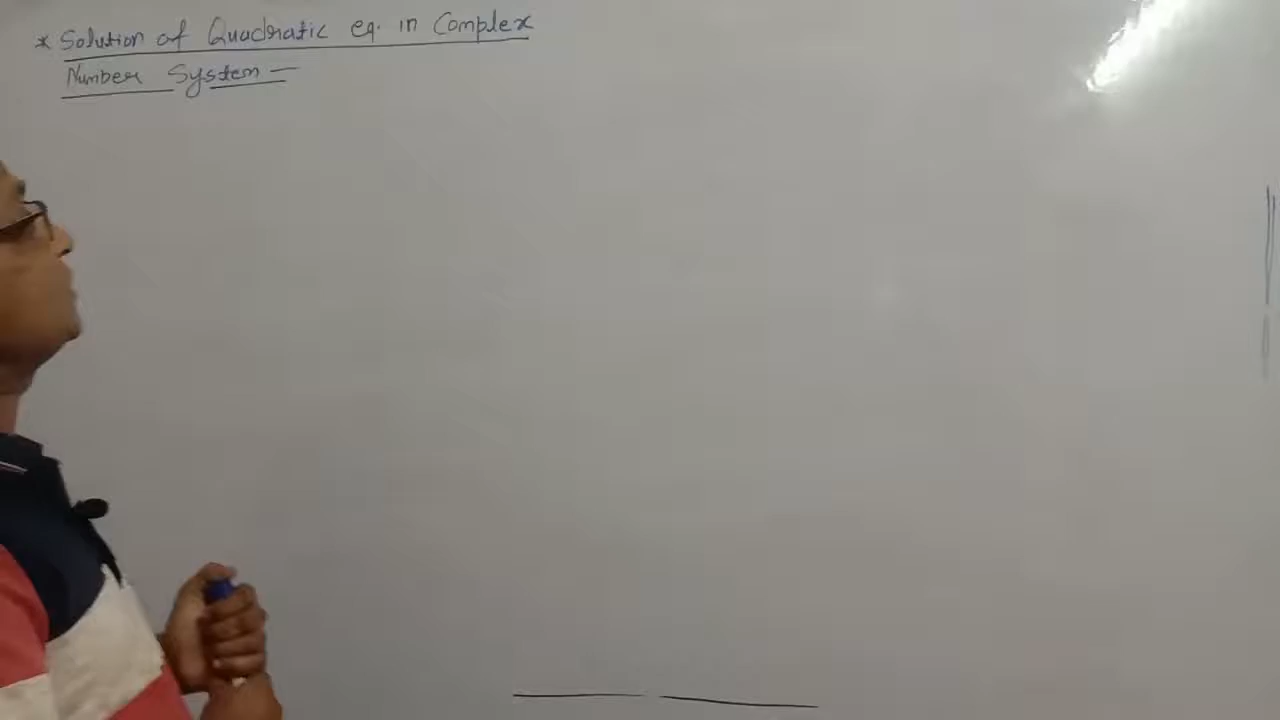 * Solution of Quadratic eq. in Complex
Number System —